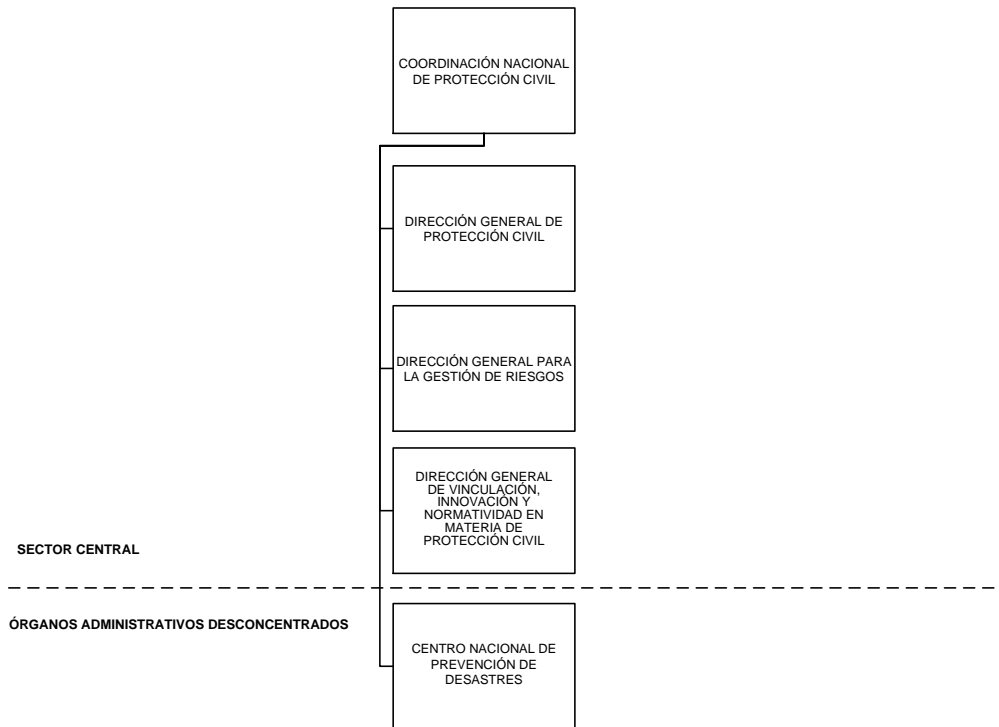 COORDINACIÓN NACIONAL
DE PROTECCIÓN CIVIL
DIRECCIÓN GENERAL DE
PROTECCIÓN CIVIL
DIRECCIÓN GENERAL PARA
LA GESTIÓN DE RIESGOS
DIRECCIÓN GENERAL
DE VINCULACIÓN,
INNOVACIÓN Y
NORMATIVIDAD EN
MATERIA DE
PROTECCIÓN CIVIL
SECTOR CENTRAL
ÓRGANOS ADMINISTRATIVOS DESCONCENTRADOS
CENTRO NACIONAL DE
PREVENCIÓN DE
DESASTRES